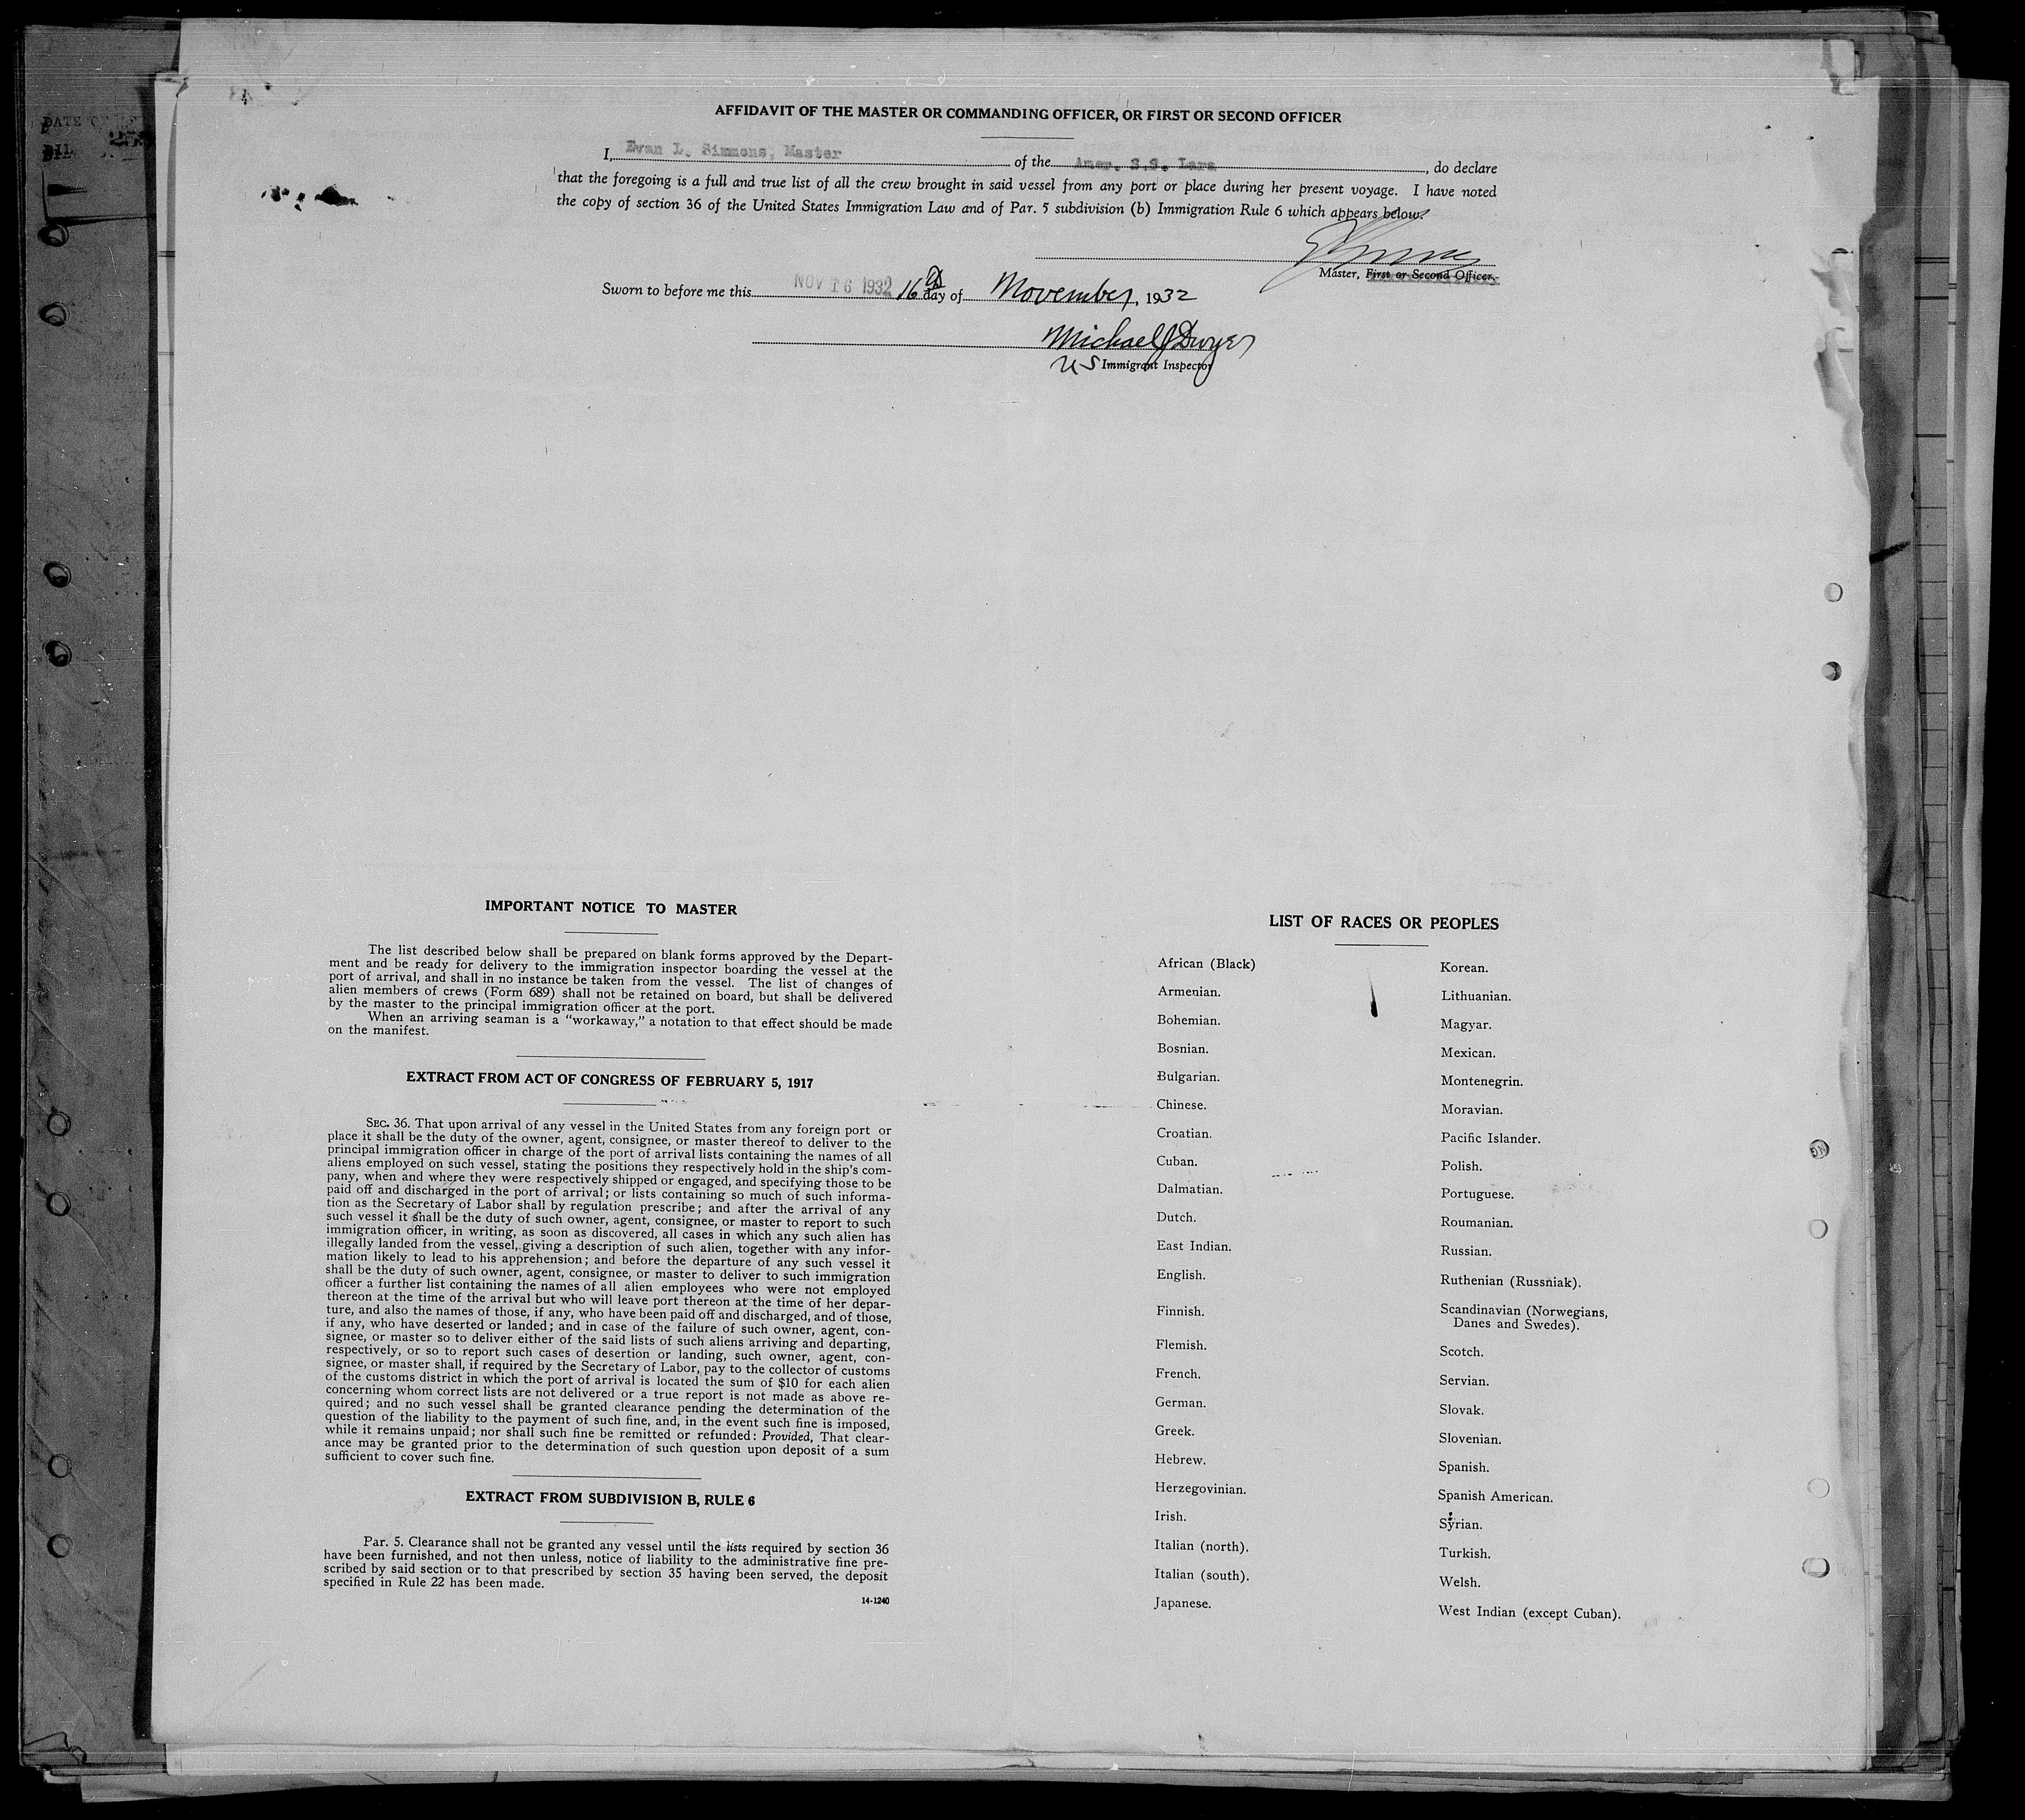 DATE OF
AFFIDAVIT OF THE MASTER OR COMMANDING OFFICER, OR FIRST OR SECOND OFFICER
I, Evan L. Simmons, Master of the Amer. S.S. Lara, do declare
that the foregoing is a full and true list of all the crew brought in said vessel from any port or place during her present voyage. I have noted
the copy of section 36 of the United States Immigration Law and of Par. 5 subdivision (b) Immigration Rule 6 which appears below.
Master, First or Second Officer.
Sworn to before me this NOV 16 1932 16th day of November, 1932
Michael J Dwyer
US Immigrant Inspector
IMPORTANT NOTICE TO MASTER
The list described below shall be prepared on blank forms approved by the Depart-
ment and be ready for delivery to the immigration inspector boarding the vessel at the
port of arrival, and shall in no instance be taken from the vessel. The list of changes of
alien members of crews (Form 689) shall not be retained on board, but shall be delivered
by the master to the principal immigration officer at the port.
When an arriving seaman is a “workaway,” a notation to that effect should be made
on the manifest.
EXTRACT FROM ACT OF CONGRESS OF FEBRUARY 5, 1917
SEC. 36. That upon arrival of any vessel in the United States from any foreign port or
place it shall be the duty of the owner, agent, consignee, or master thereof to deliver to the
principal immigration officer in charge of the port of arrival lists containing the names of all
aliens employed on such vessel, stating the positions they respectively hold in the ship's com-
pany, when and where they were respectively shipped or engaged, and specifying those to be
paid off and discharged in the port of arrival; or lists containing so much of such informa-
tion as the Secretary of Labor shall by regulation prescribe; and after the arrival of any
such vessel it shall be the duty of such owner, agent, consignee, or master to report to such
immigration officer, in writing, as soon as discovered, all cases in which any such alien has
illegally landed from the vessel, giving a description of such alien, together with any infor-
mation likely to lead to his apprehension; and before the departure of any such vessel it
shall be the duty of such owner, agent, consignee, or master to deliver to such immigration
officer a further list containing the names of all alien employees who were not employed
thereon at the time of the arrival but who will leave port thereon at the time of her depar-
ture, and also the names of those, if any, who have been paid off and discharged, and of those,
if any, who have deserted or landed; and in case of the failure of such owner, agent, con-
signee, or master so to deliver either of the said lists of such aliens arriving and departing,
respectively, or so to report such cases of desertion or landing, such owner, agent, con-
signee, or master shall, if required by the Secretary of Labor, pay to the collector of customs
of the customs district in which the port of arrival is located the sum of $10 for each alien
concerning whom correct lists are not delivered or a true report is not made as above re-
quired; and no such vessel shall be granted clearance pending the determination of the
question of the liability to the payment of such fine, and, in the event such fine is imposed,
while it remains unpaid; nor shall such fine be remitted or refunded: Provided, That clear-
ance may be granted prior to the determination of such question upon deposit of a sum
sufficient to cover such fine.
EXTRACT FROM SUBDIVISION B, RULE 6
Par. 5. Clearance shall not be granted any vessel until the lists required by section 36
have been furnished, and not then unless, notice of liability to the administrative fine pre-
scribed by said section or to that prescribed by section 35 having been served, the deposit
specified in Rule 22 has been made.
14-1240
LIST OF RACES OR PEOPLES
African (Black)
Armenian.
Bohemian.
Bosnian.
Bulgarian.
Chinese.
Croatian.
Cuban.
Dalmatian.
Dutch.
East Indian.
English.
Finnish.
Flemish.
French.
German.
Greek.
Hebrew.
Herzegovinian.
Irish.
Italian (north).
Italian (south).
Japanese.
Korean.
Lithuanian.
Magyar.
Mexican.
Montenegrin.
Moravian.
Pacific Islander.
Polish.
Portuguese.
Roumanian.
Russian.
Ruthenian (Russniak).
Scandinavian (Norwegians,
Danes and Swedes).
Scotch.
Servian.
Slovak.
Slovenian.
Spanish.
Spanish American.
Syrian.
Turkish.
Welsh.
West Indian (except Cuban).